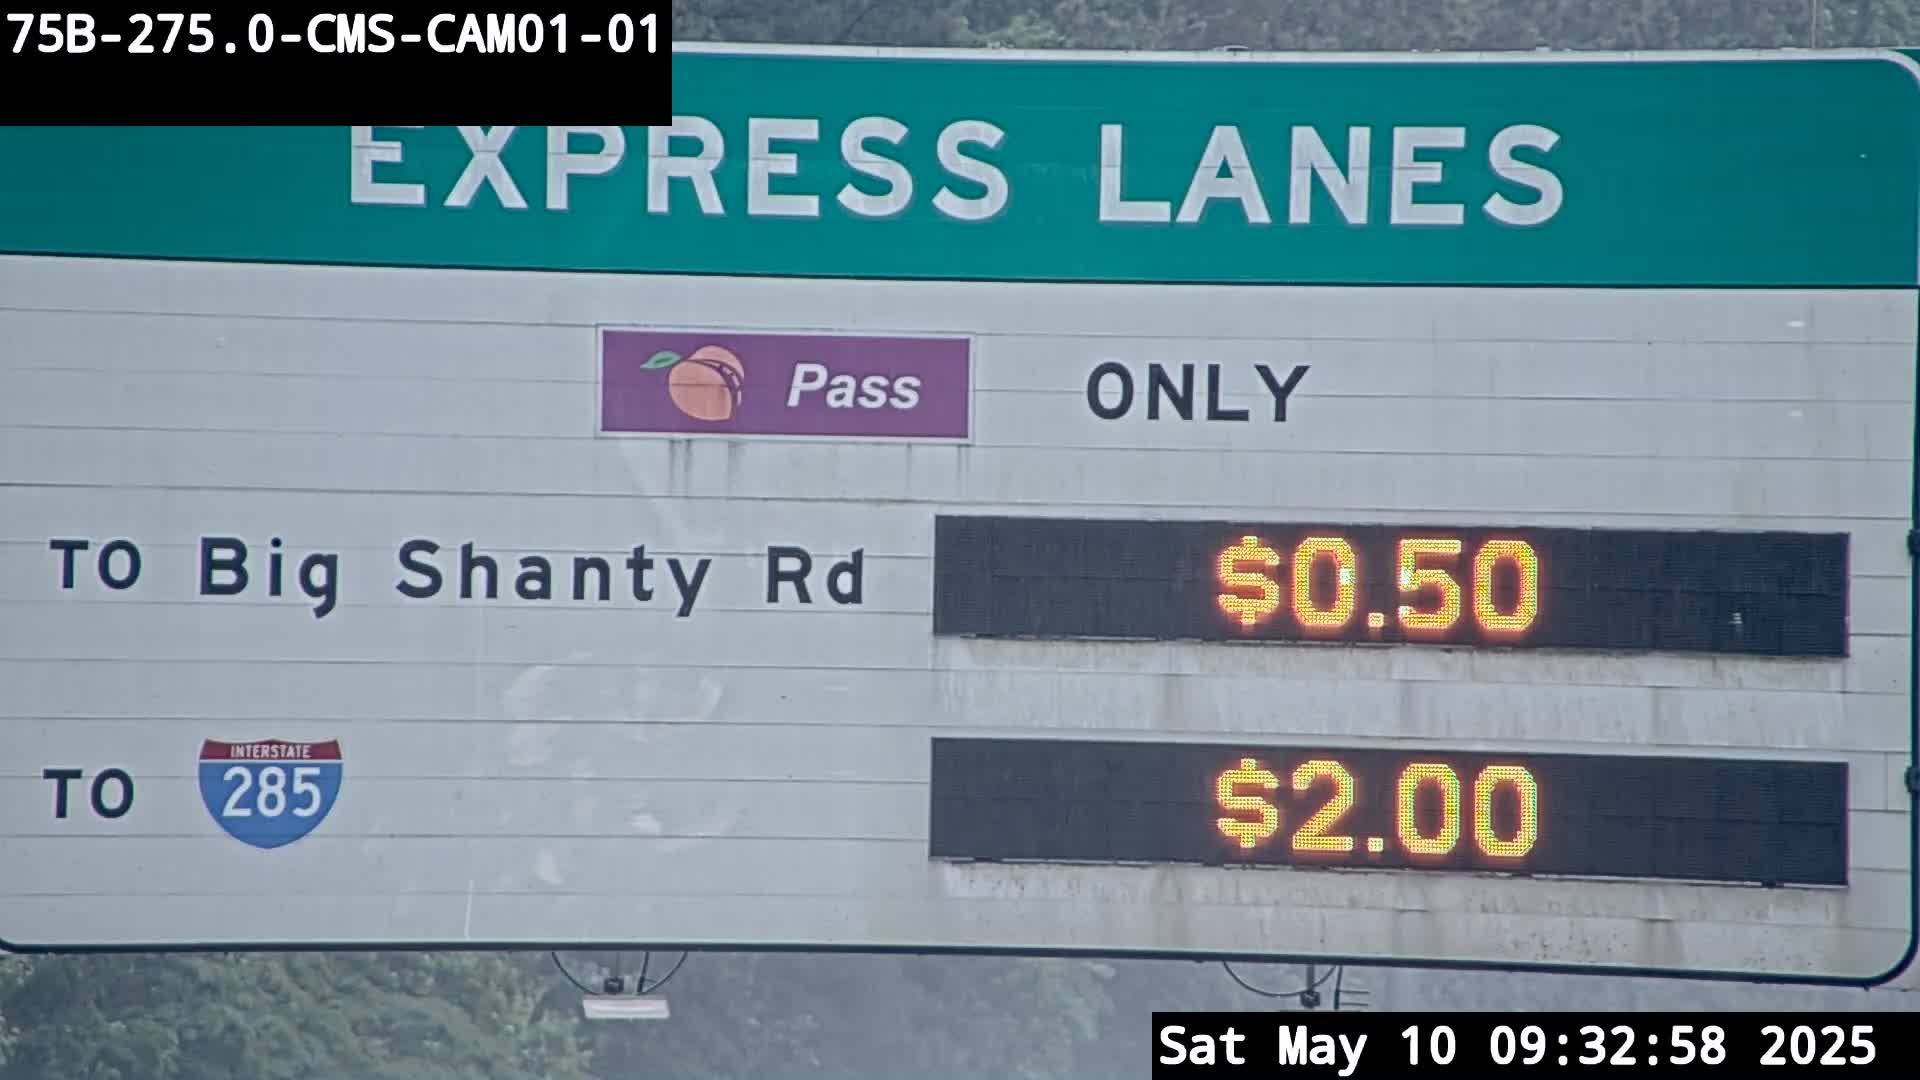 75B-275.0-CMS-CAM01-01
EXPRESS LANES
Pass ONLY
TO Big Shanty Rd $0.50
INTERSTATE
TO 285 $2.00
Sat May 10 09:32:58 2025